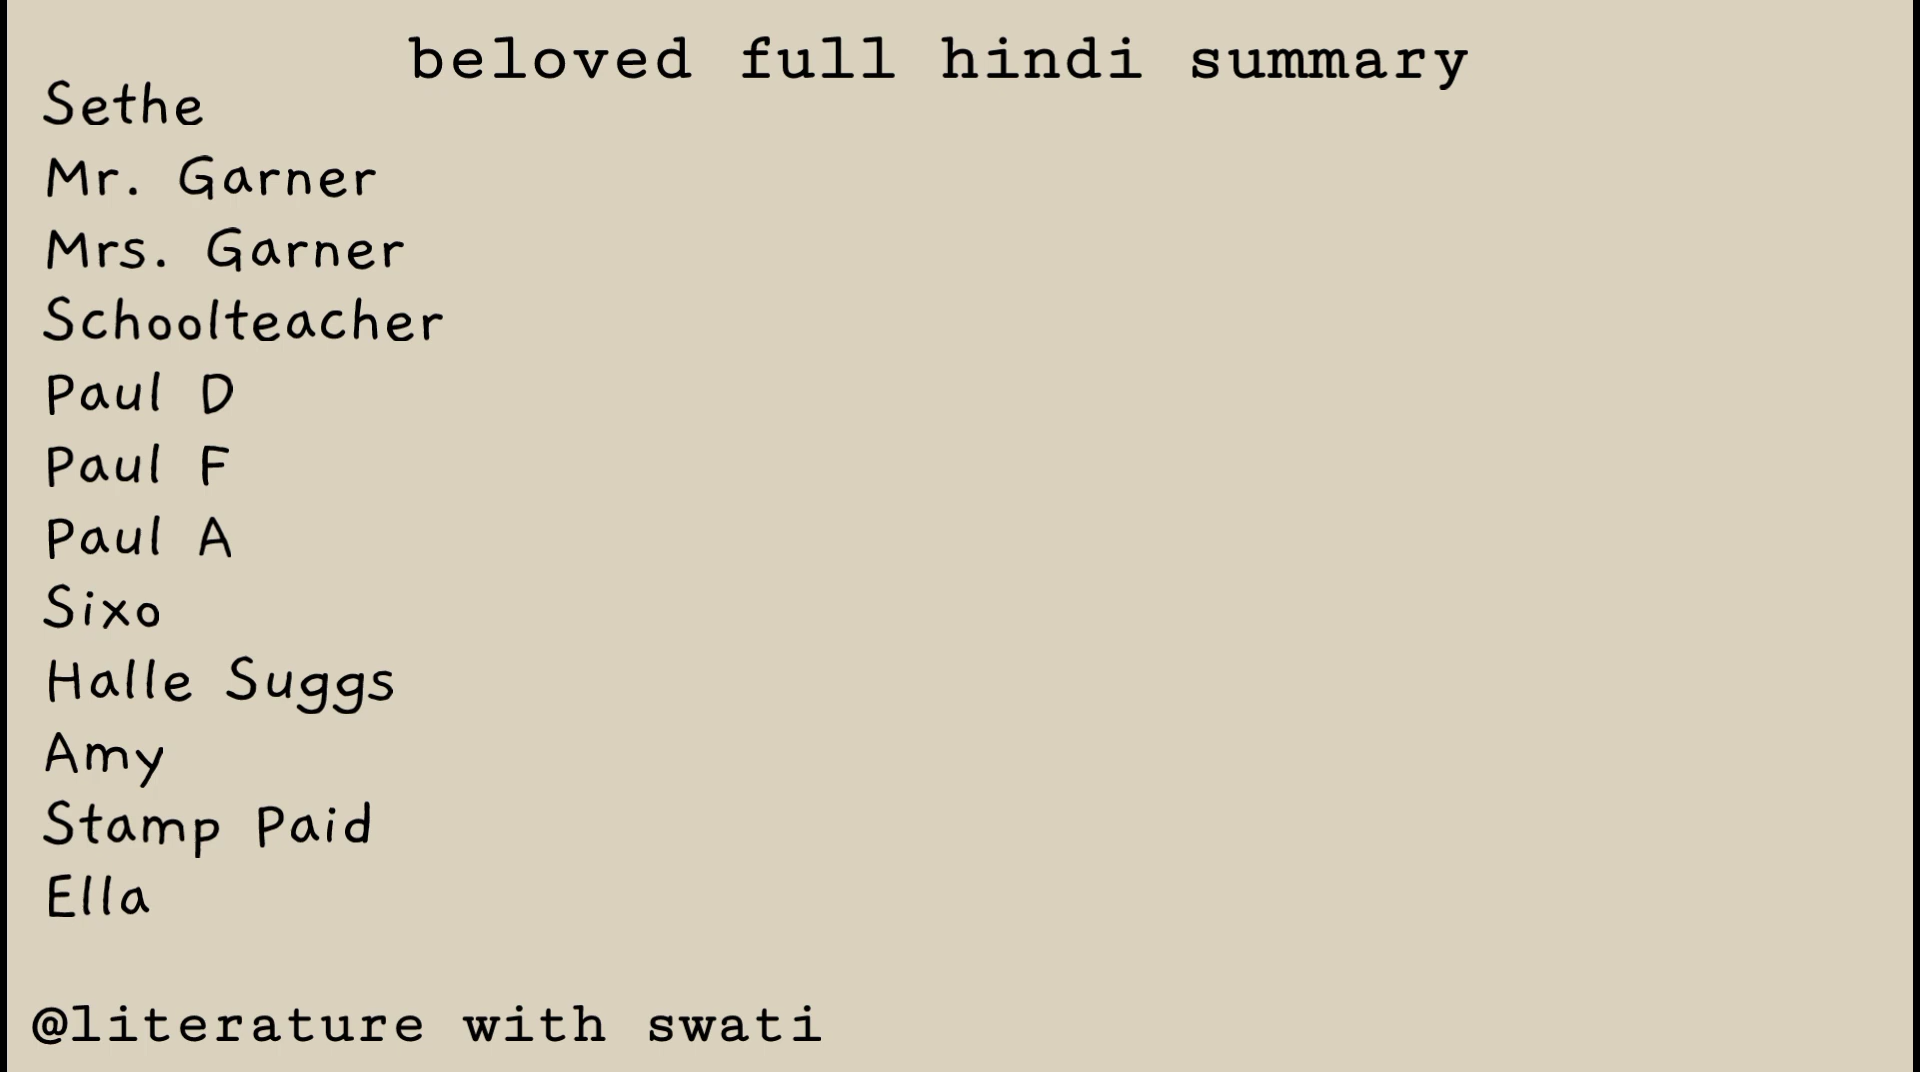 beloved full hindi summary
Sethe
Mr. Garner
Mrs. Garner
Schoolteacher
Paul D
Paul F
Paul A
Sixo
Halle Suggs
Amy
Stamp Paid
Ella
@literature with swati